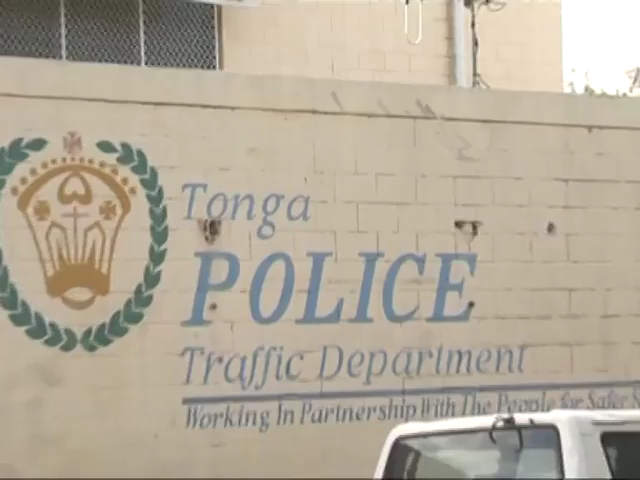 Tonga
POLICE
Traffic Department
Working In Partnership With The People for Safer